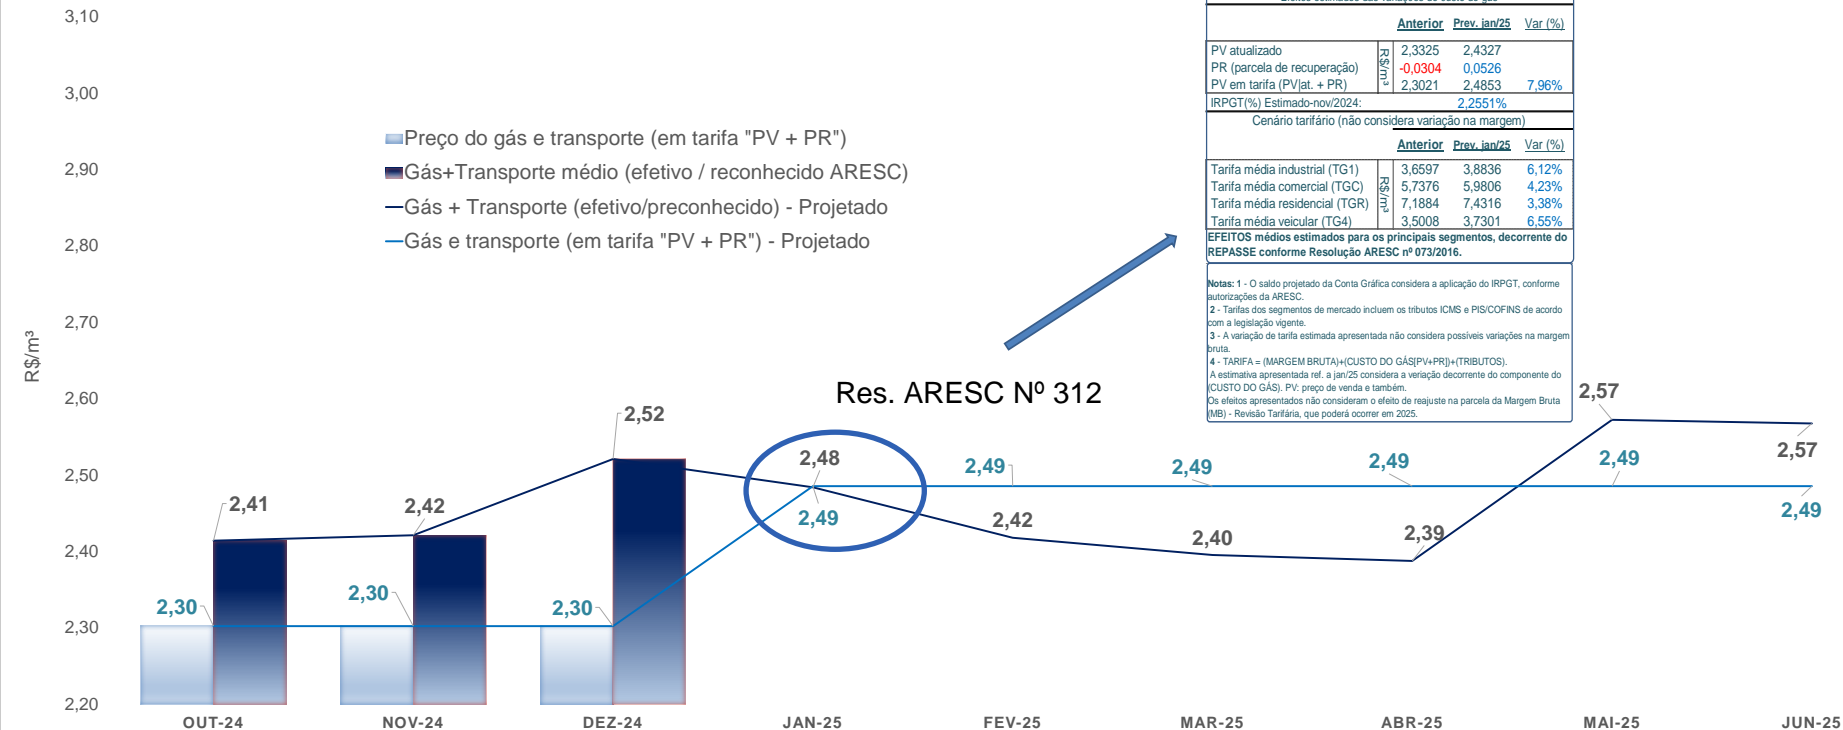 3,10
3,00
2,90
2,80
2,70
2,60
2,50
2,40
2,30
2,20
R$/m³
Preço do gás e transporte (em tarifa "PV + PR")
Gás+Transporte médio (efetivo / reconhecido ARESC)
Gás + Transporte (efetivo/preconhecido) - Projetado
Gás e transporte (em tarifa "PV + PR") - Projetado
Anterior Prev. jan/25 Var (%)
PV atualizado 2,3325 2,4327
PR (parcela de recuperação) -0,0304 0,0526
PV em tarifa (PV|at. + PR) 2,3021 2,4853 7,96%
R$/m³
IRPGT(%) Estimado-nov/2024: 2,2551%
Cenário tarifário (não considera variação na margem)
Anterior Prev. jan/25 Var (%)
Tarifa média industrial (TG1) 3,6597 3,8836 6,12%
Tarifa média comercial (TGC) 5,7376 5,9806 4,23%
Tarifa média residencial (TGR) 7,1884 7,4316 3,38%
Tarifa média veicular (TG4) 3,5008 3,7301 6,55%
R$/m³
EFEITOS médios estimados para os principais segmentos, decorrente do
REPASSE conforme Resolução ARESC nº 073/2016.
Notas: 1 - O saldo projetado da Conta Gráfica considera a aplicação do IRPGT, conforme
autorizações da ARESC.
2 - Tarifas dos segmentos de mercado incluem os tributos ICMS e PIS/COFINS de acordo
com a legislação vigente.
3 - A variação de tarifa estimada apresentada não considera possíveis variações na margem
bruta.
4 - TARIFA = (MARGEM BRUTA)+(CUSTO DO GÁS[PV+PR])+(TRIBUTOS).
A estimativa apresentada ref. a jan/25 considera a veriação decorrente do componente do
(CUSTO DO GÁS). PV: preço de venda e também.
Os efeitos apresentados não consideram o efeito de reajuste na parcela da Margem Bruta
(MB) - Revisão Tarifária, que poderá ocorrer em 2025.
Res. ARESC Nº 312
2,41
2,42
2,52
2,48
2,42
2,40
2,39
2,57
2,57
2,30
2,30
2,30
2,49
2,49
2,49
2,49
2,49
2,49
OUT-24 NOV-24 DEZ-24 JAN-25 FEV-25 MAR-25 ABR-25 MAI-25 JUN-25